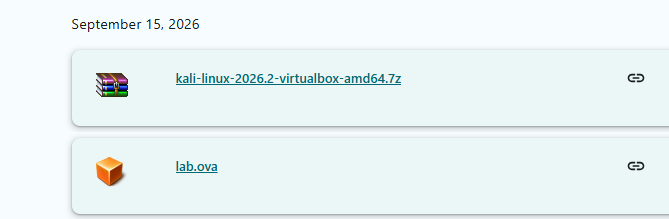 September 15, 2026
kali-linux-2026.2-virtualbox-amd64.7z
lab.ova